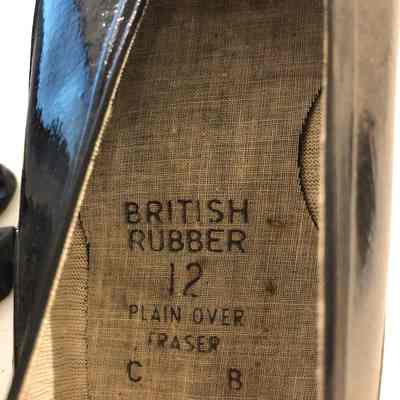 BRITISH
RUBBER
12
PLAIN OVER
FRASER
C B